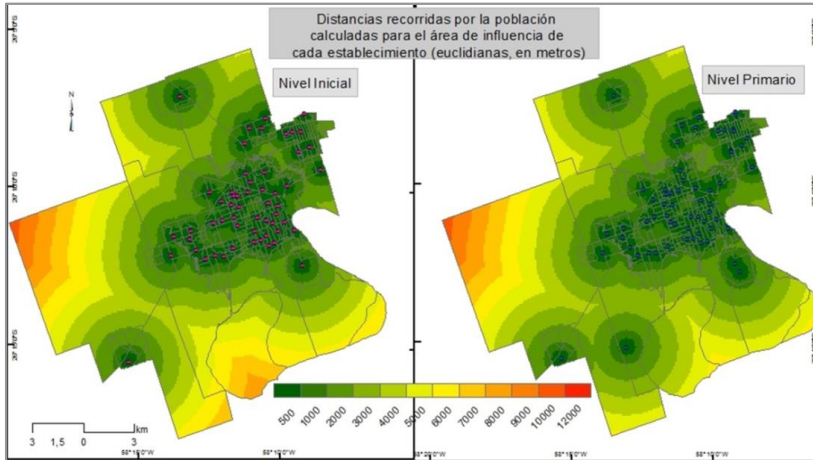 Distancias recorridas por la población
calculadas para el área de influencia de
cada establecimiento (euclidianas, en metros)
Nivel Inicial
Nivel Primario
N
500 1000 2000 3000 4000 5000 6000 7000 8000 9000 10000 12000
km
3 1,5 0 3